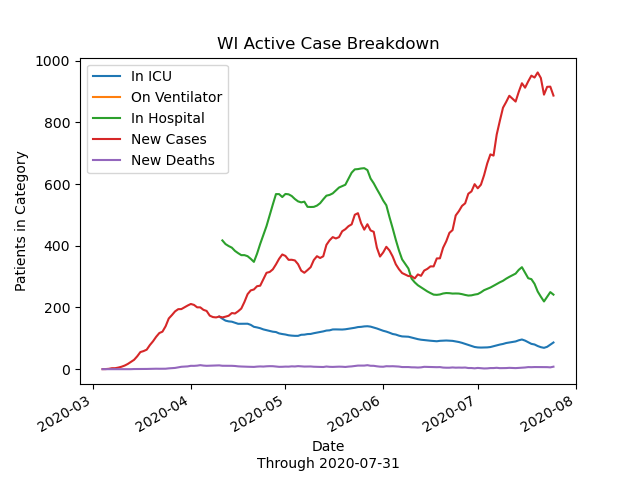 WI Active Case Breakdown
In ICU
On Ventilator
In Hospital
New Cases
New Deaths
Patients in Category
1000
800
600
400
200
0
2020-03
2020-04
2020-05
2020-06
2020-07
2020-08
Date
Through 2020-07-31